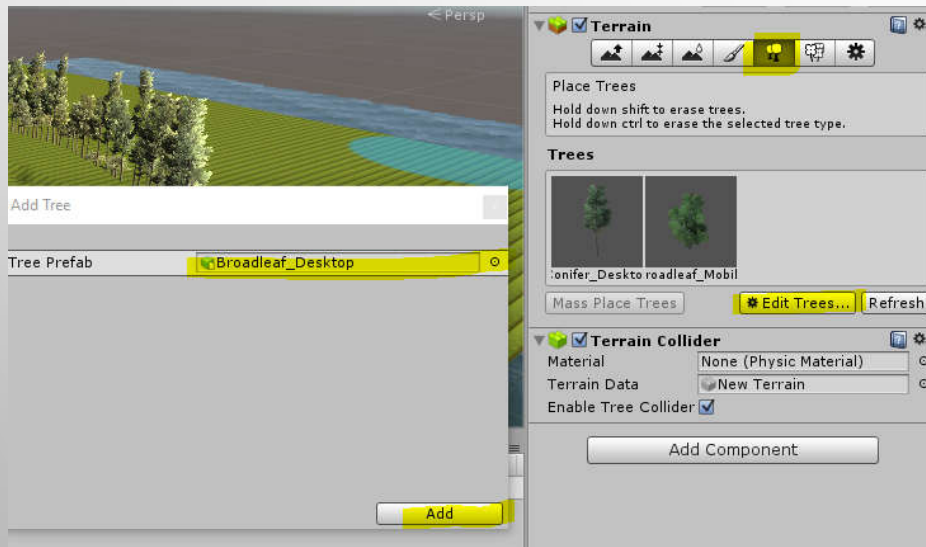 < Persp
Terrain
Place Trees
Hold down shift to erase trees.
Hold down ctrl to erase the selected tree type.
Trees
:onifer_Deskto roadleaf_Mobil
Mass Place Trees
Edit Trees...
Refresh
Add Tree
Tree Prefab
Broadleaf_Desktop
Add
Terrain Collider
Material
None (Physic Material)
Terrain Data
New Terrain
Enable Tree Collider
Add Component